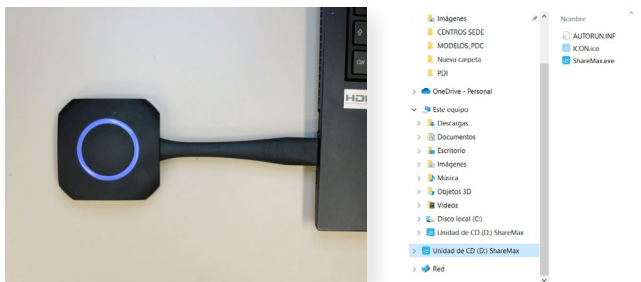 HDMI
Ctrl
Imágenes
CENTROS SEDE
MODELOS_PDC
Nueva carpeta
PDI
OneDrive - Personal
Este equipo
Descargas
Documentos
Escritorio
Imágenes
Música
Objetos 3D
Vídeos
Disco local (C:)
Unidad de CD (D:) ShareMax
Unidad de CD (D:) ShareMax
Red
Nombre
AUTORUN.INF
ICON.ico
ShareMax.exe